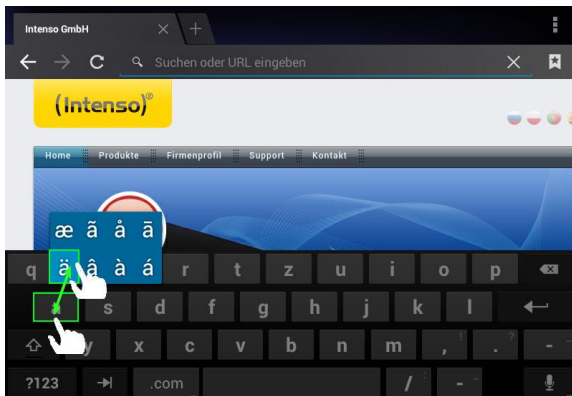 Intenso GmbH
Suchen oder URL eingeben
(Intenso)®
Home Produkte Firmenprofil Support Kontakt
æ ã å ā
ä â à á
q r t z u i o p
a s d f g h j k l
y x c v b n m , ! . ? -
?123 .com / : - _